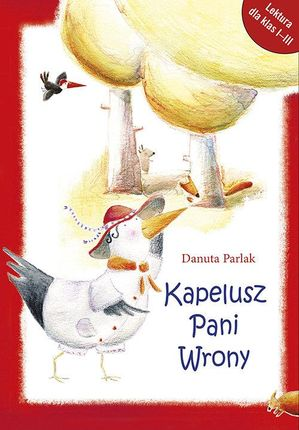 Lektura
dla klas I–III
Danuta Parlak
Kapelusz
Pani
Wrony